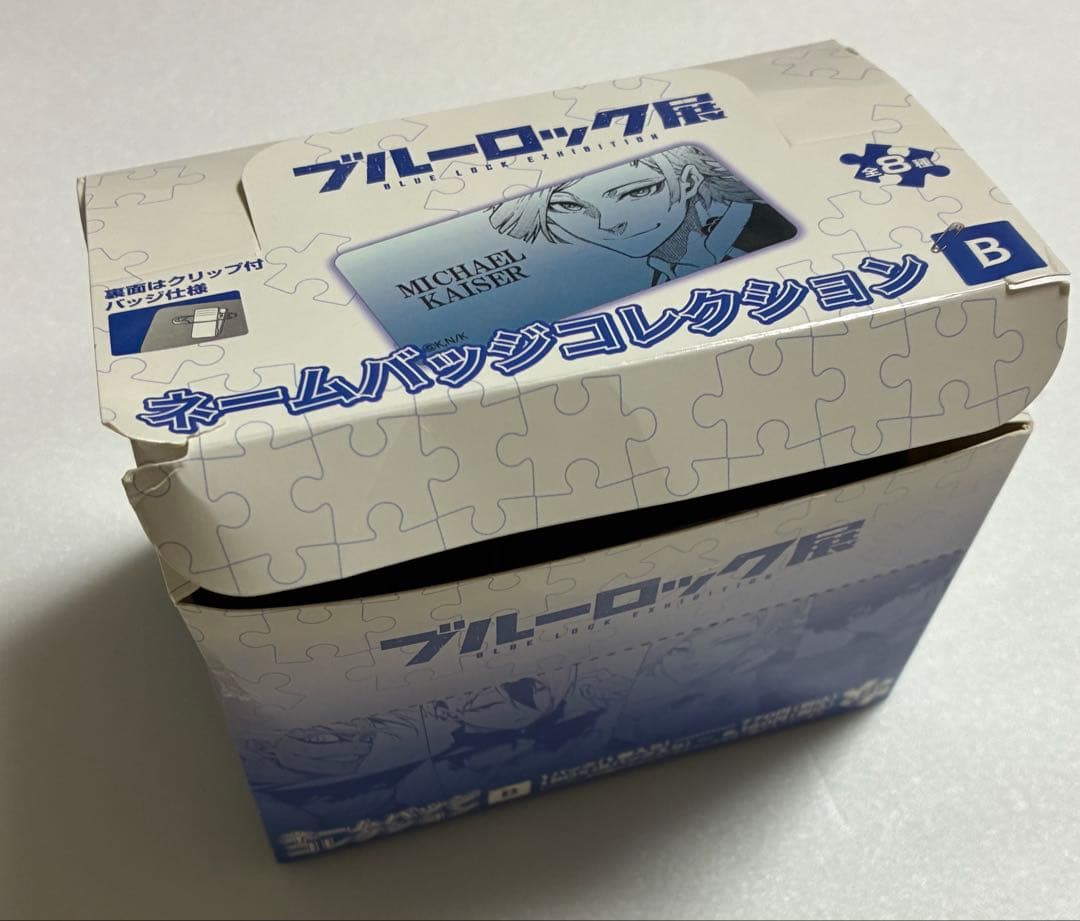 ブルーロック展
BLUE LOCK EXHIBITION
全8種
MICHAEL
KAISER
©K,N/K
裏面はクリップ付
バッジ仕様
ネームバッジコレクション
B
ブルーロック展
BLUE LOCK EXHIBITION
B